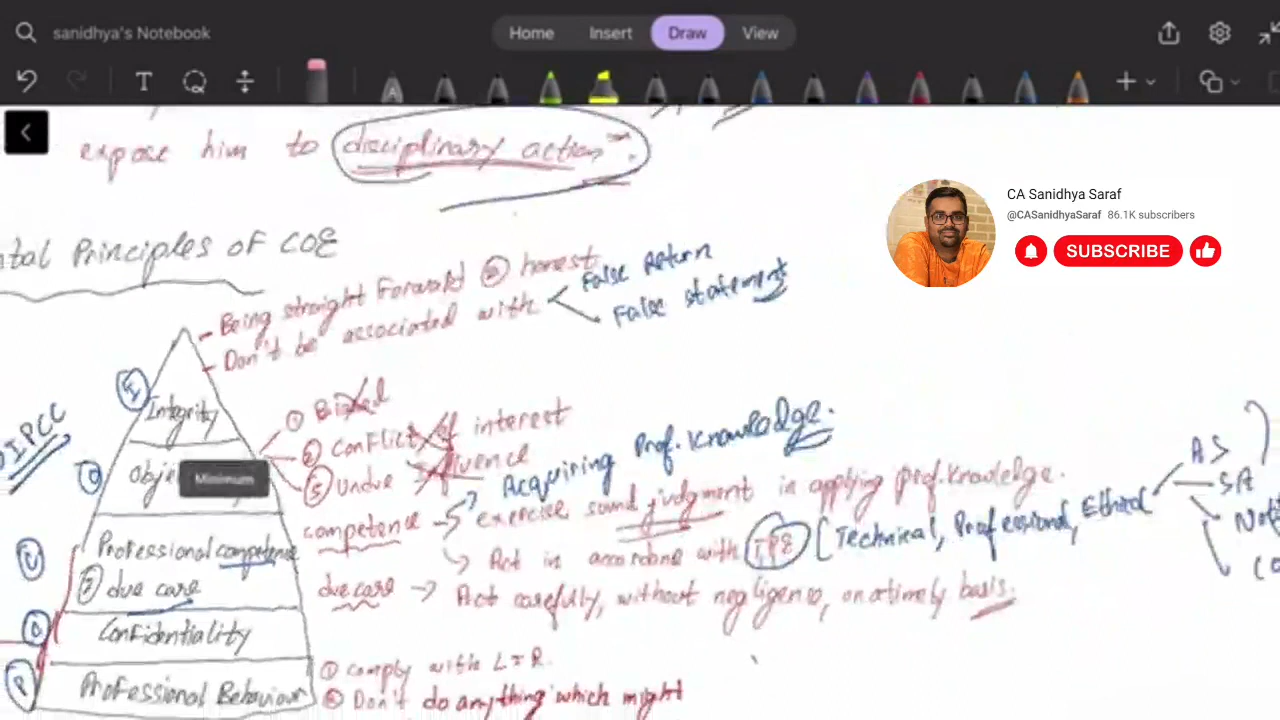 sanidhya's Notebook
Home Insert Draw View
expose him to disciplinary action".
CA Sanidhya Saraf
@CASanidhyaSaraf 86.1K subscribers
SUBSCRIBE
ntal Principles of COE
- Being straight Forward & honest
- Don't be associated with
False Return
False statement
Integrity
① Biased
② Conflict of interest
③ Undue influence
Obje
Minimum
Acquiring Prof. Knowledge.
competence → exercise sound judgment in applying prof. knowledge.
→ Act in accordance with TPE [Technical, Professional, Ethical
AS
SA
Professional competence
& due care
due care → Act carefully, without negligence, on a timely basis.
Confidentiality
Professional Behaviour
① comply with L & R.
② Don't do anything which might